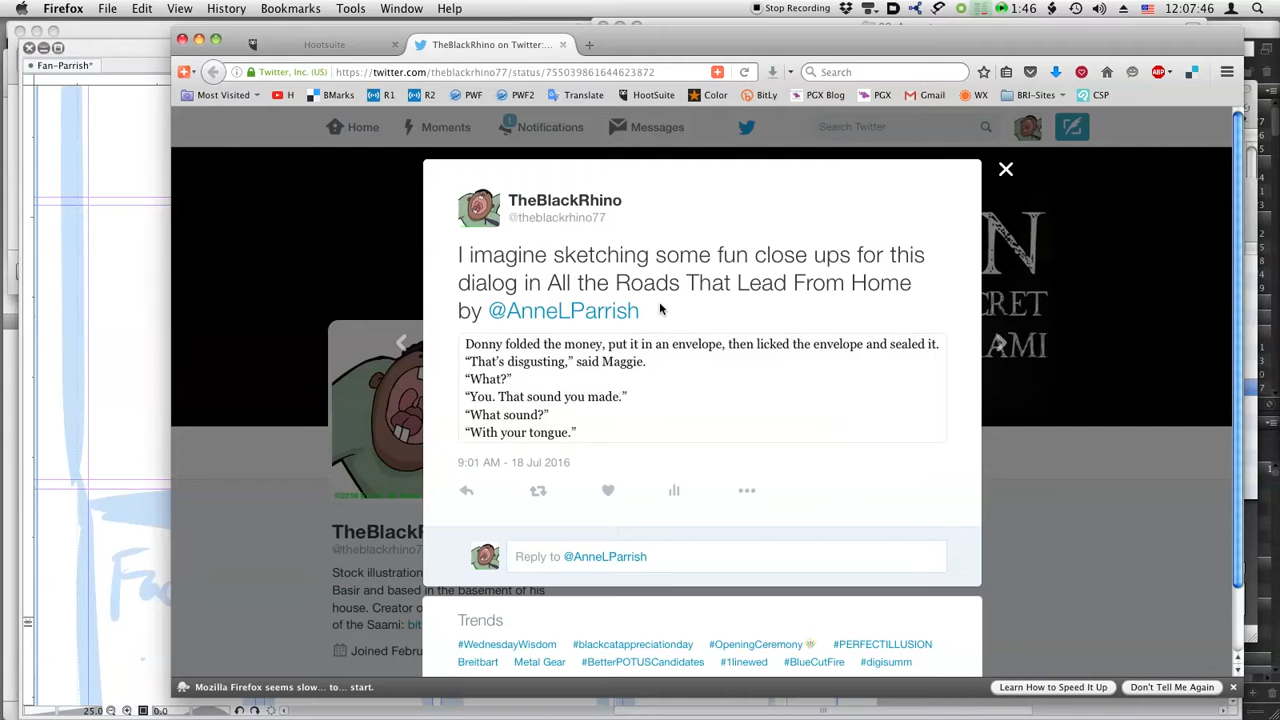 Firefox File Edit View History Bookmarks Tools Window Help Stop Recording 1:46 12:07:46
Fan-Parrish*
Hootsuite TheBlackRhino on Twitter:...
Twitter, Inc. (US) https://twitter.com/theblackrhino77/status/755039861644623872 Search
Most Visited H BMarks R1 R2 PWF PWF2 Translate HootSuite Color BitLy PGX Blog PGX Gmail WX BRI-Sites CSP
Home Moments 1 Notifications Messages Search Twitter
TheBlackRhino
@theblackrhino77
I imagine sketching some fun close ups for this
dialog in All the Roads That Lead From Home
by @AnneLParrish
Donny folded the money, put it in an envelope, then licked the envelope and sealed it.
“That’s disgusting,” said Maggie.
“What?”
“You. That sound you made.”
“What sound?”
“With your tongue.”
9:01 AM - 18 Jul 2016
Reply to @AnneLParrish
TheBlackR
@theblackrhino7
Stock illustration
Basir and based in the basement of his
house. Creator o
of the Saami: bit
Joined Febru
Trends
#WednesdayWisdom #blackcatappreciationday #OpeningCeremony #PERFECTILLUSION
Breitbart Metal Gear #BetterPOTUSCandidates #1linewed #BlueCutFire #digisumm
Mozilla Firefox seems slow... to... start. Learn How to Speed It Up Don't Tell Me Again
25.0 0.0